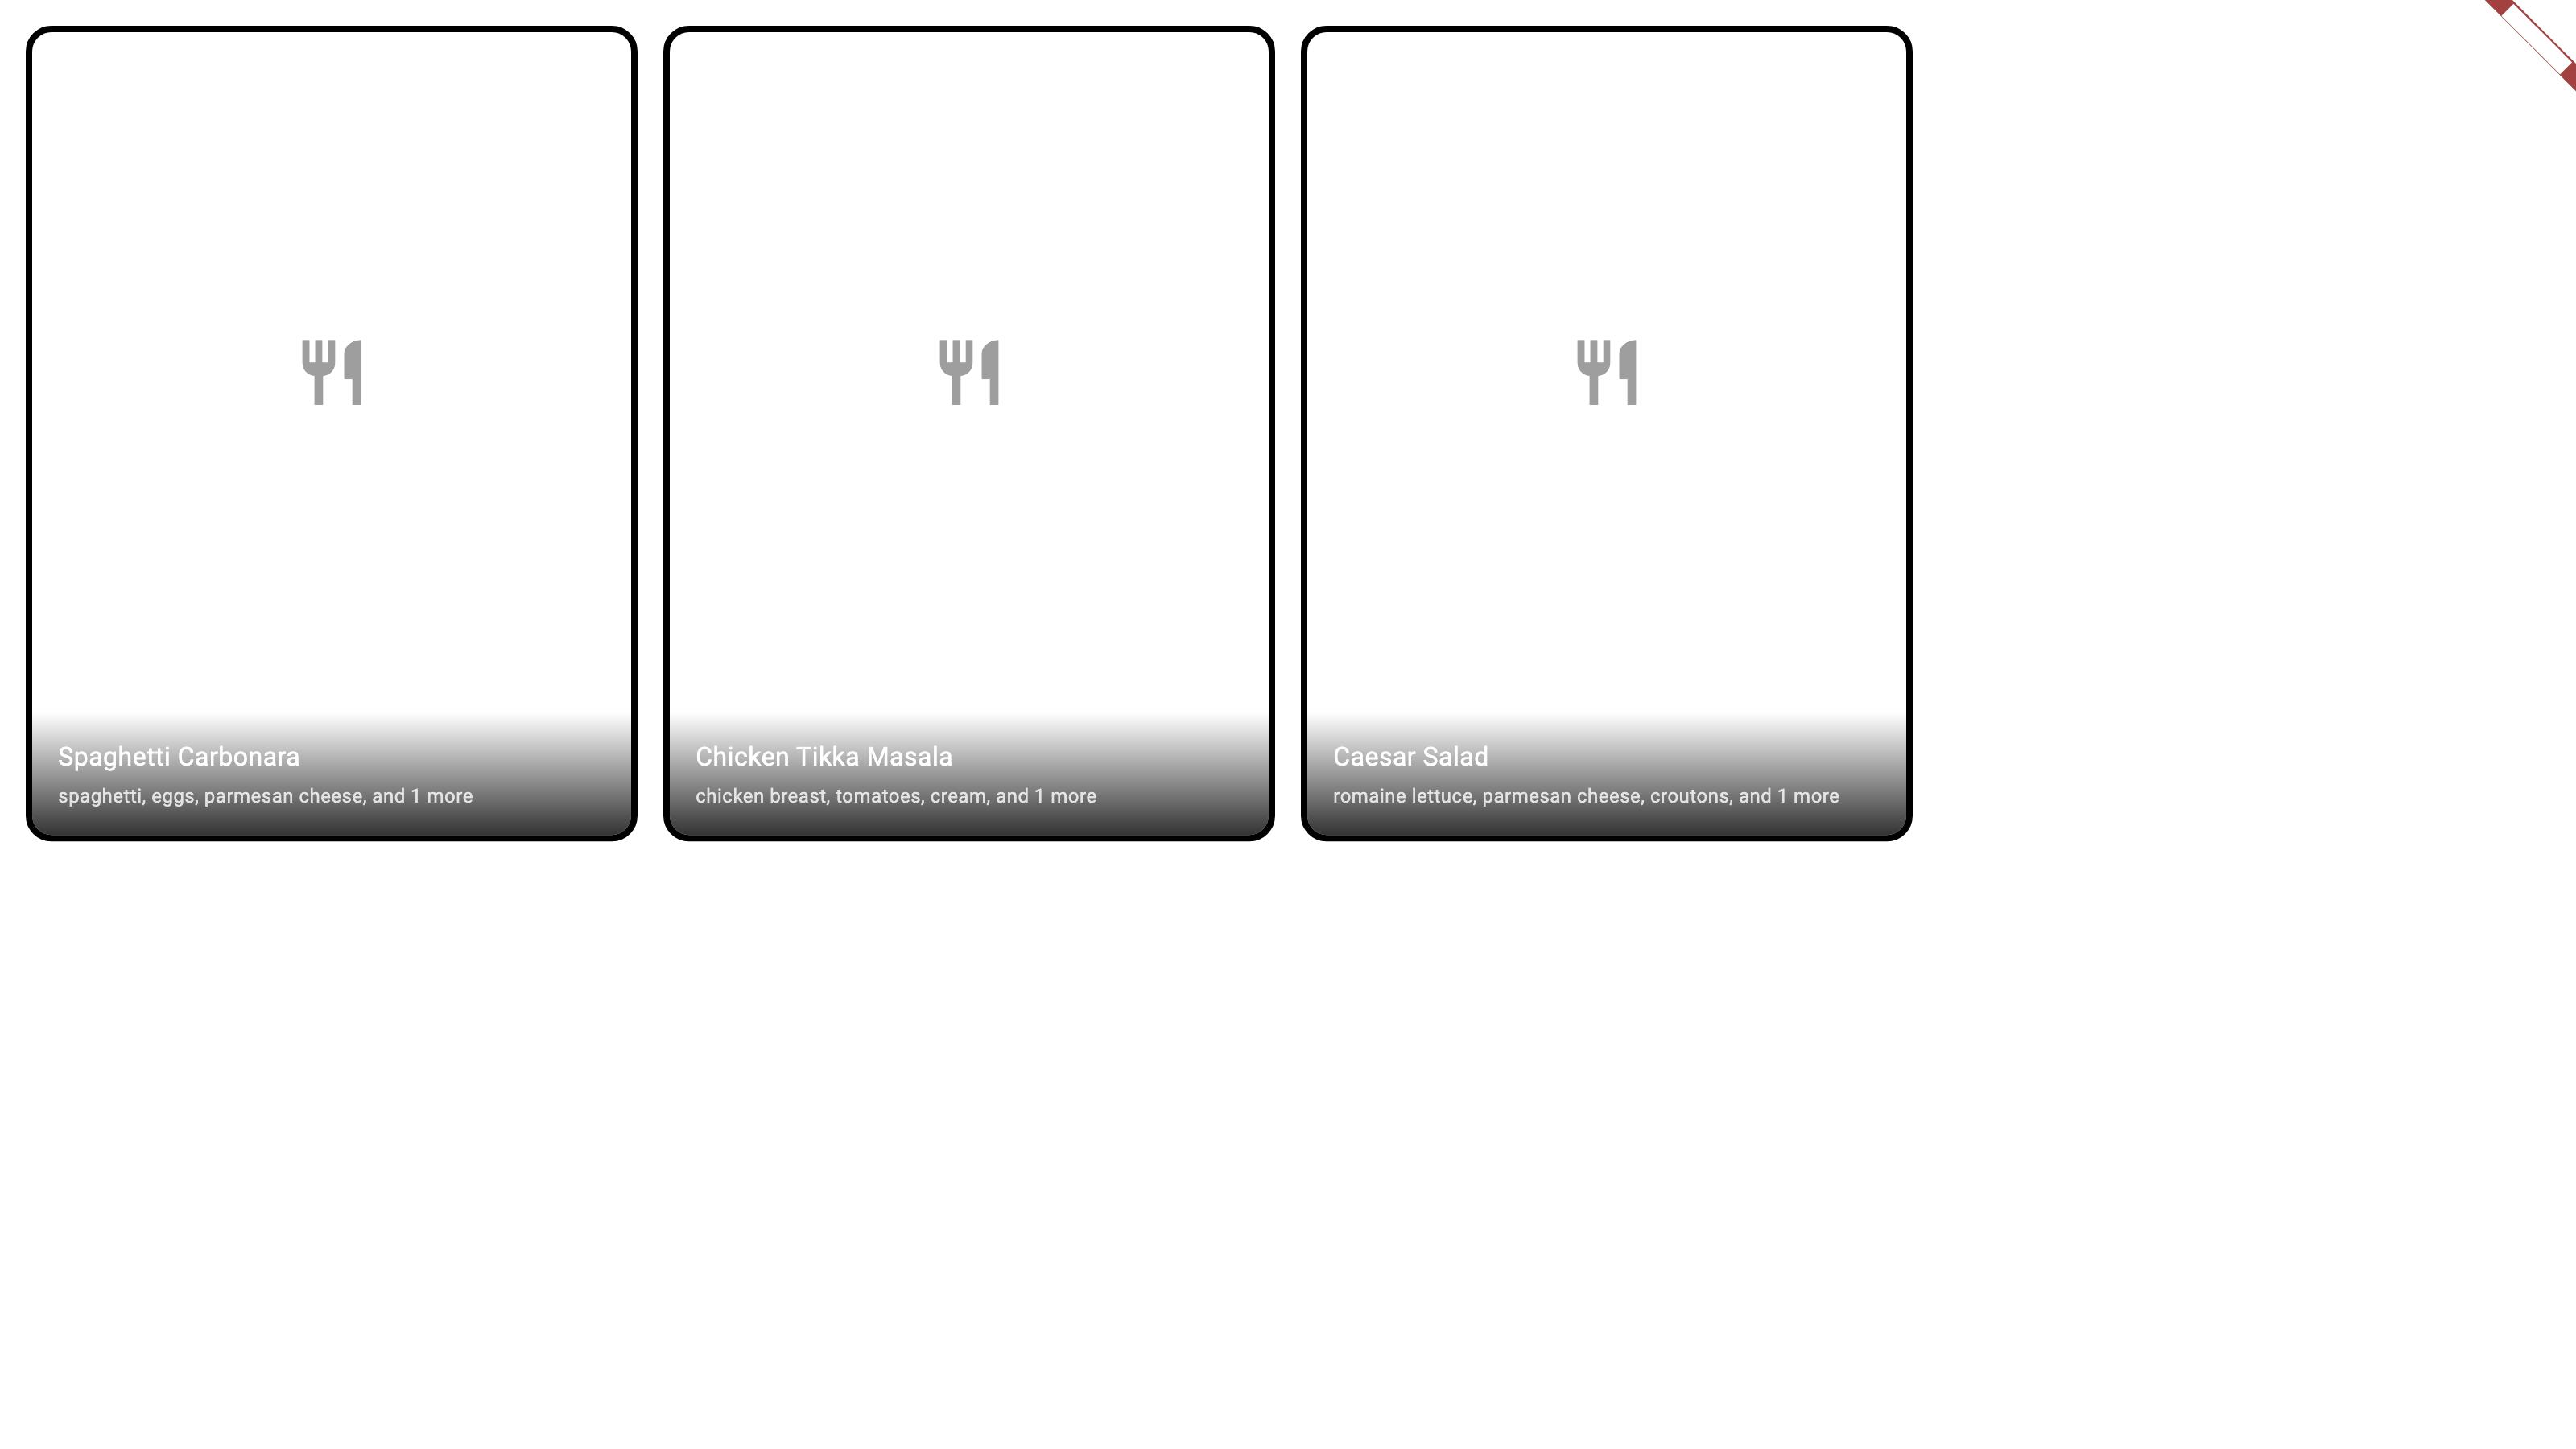 Spaghetti Carbonara
spaghetti, eggs, parmesan cheese, and 1 more
Chicken Tikka Masala
chicken breast, tomatoes, cream, and 1 more
Caesar Salad
romaine lettuce, parmesan cheese, croutons, and 1 more